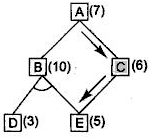 A (7)
B (10) C (6)
D (3) E (5)